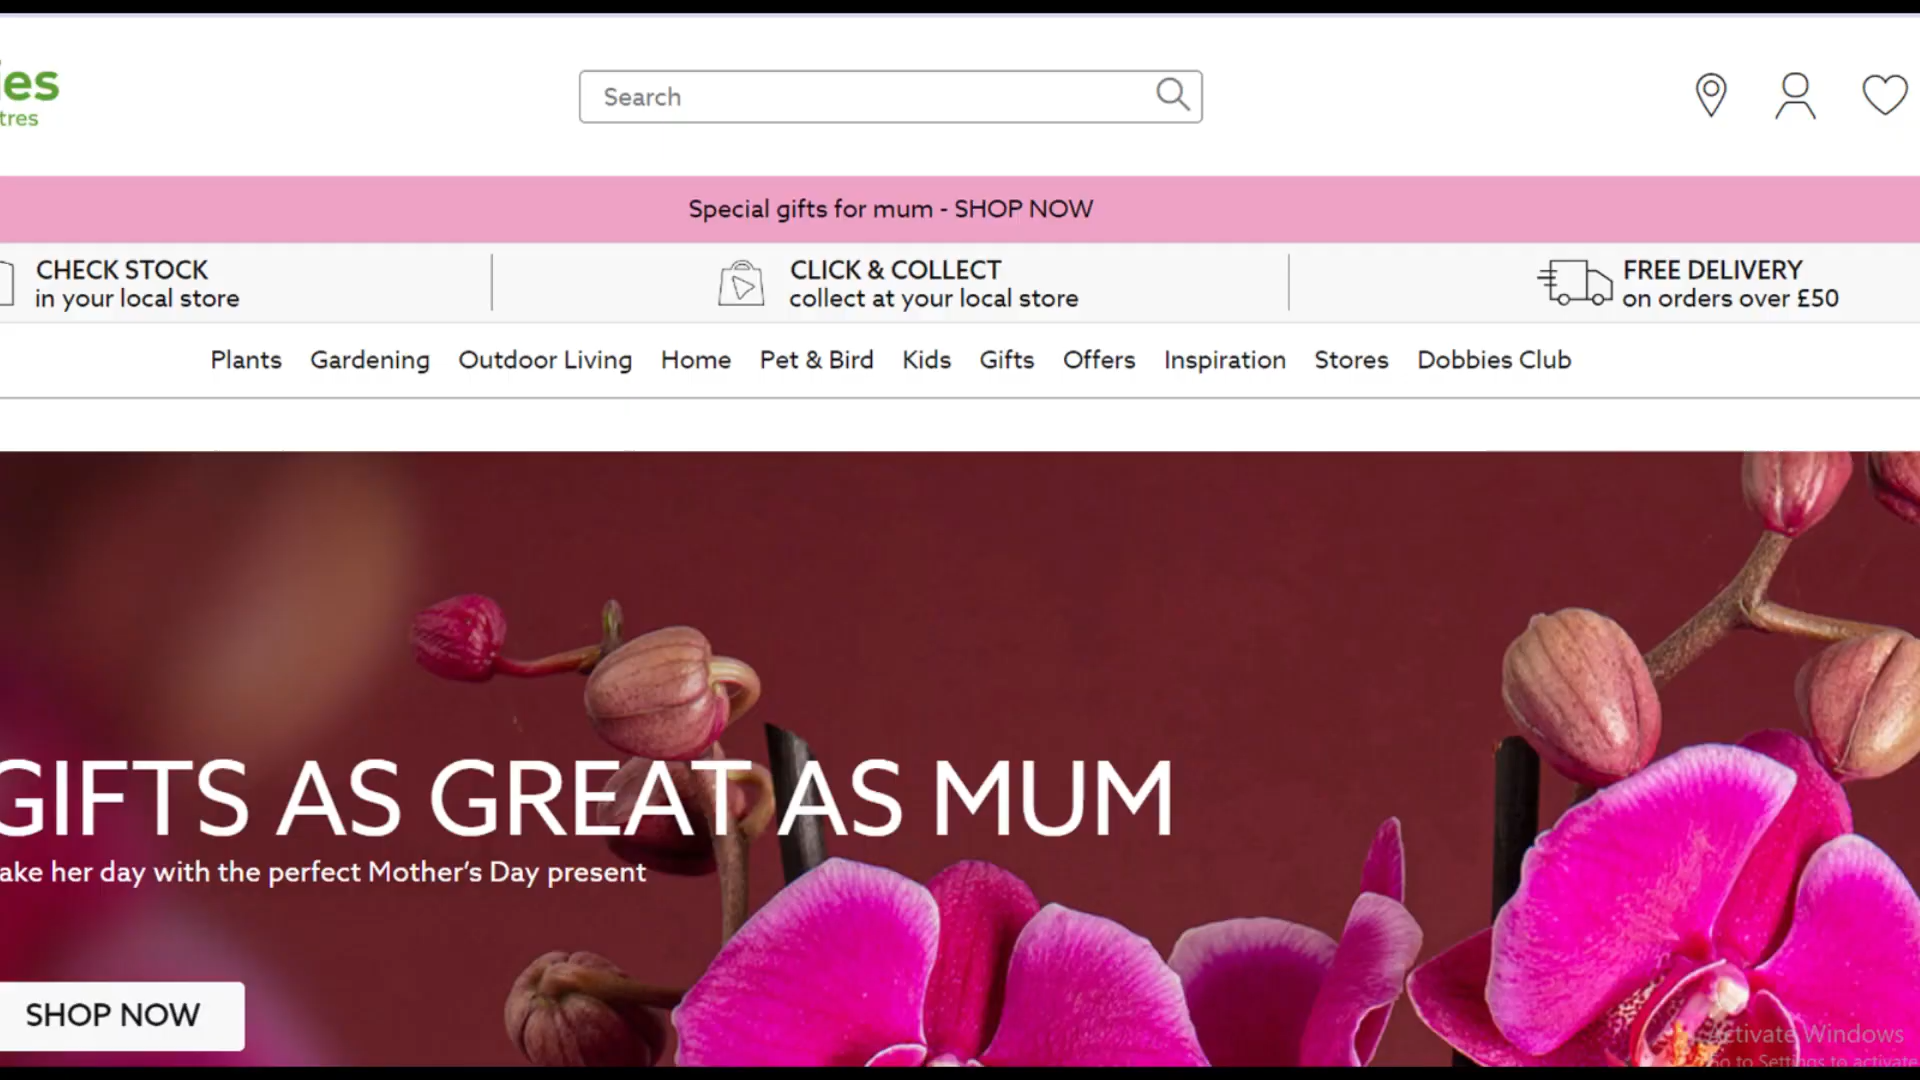 ies
tres
Search
Special gifts for mum - SHOP NOW
CHECK STOCK
in your local store
CLICK & COLLECT
collect at your local store
FREE DELIVERY
on orders over £50
Plants Gardening Outdoor Living Home Pet & Bird Kids Gifts Offers Inspiration Stores Dobbies Club
GIFTS AS GREAT AS MUM
ake her day with the perfect Mother’s Day present
SHOP NOW
Activate Windows
Go to Settings to activate